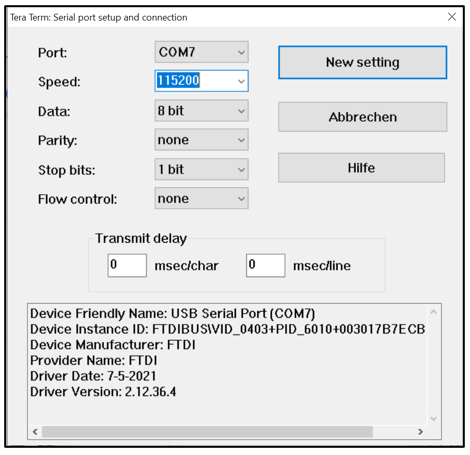 Tera Term: Serial port setup and connection
Port: COM7 New setting
Speed: 115200
Data: 8 bit Abbrechen
Parity: none
Stop bits: 1 bit Hilfe
Flow control: none
Transmit delay
0 msec/char 0 msec/line
Device Friendly Name: USB Serial Port (COM7)
Device Instance ID: FTDIBUS\VID_0403+PID_6010+003017B7ECB
Device Manufacturer: FTDI
Provider Name: FTDI
Driver Date: 7-5-2021
Driver Version: 2.12.36.4